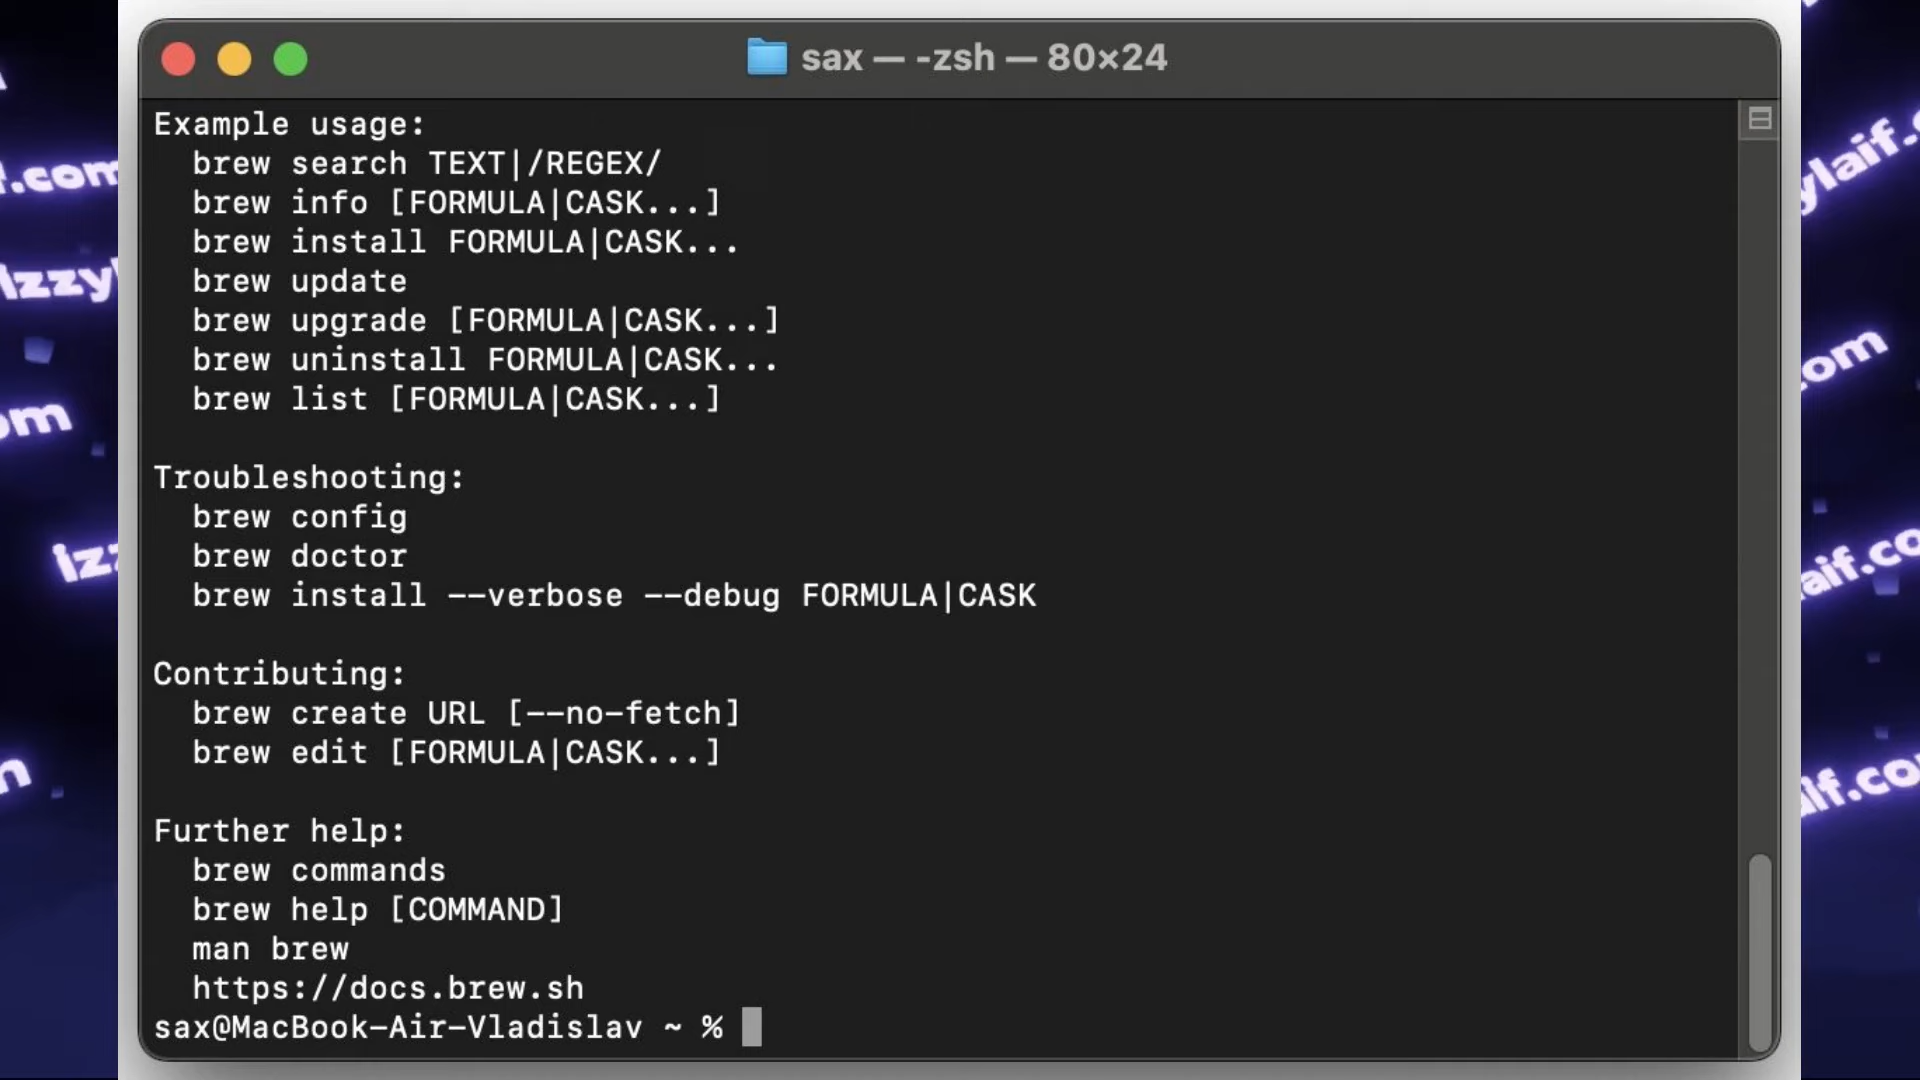 sax — -zsh — 80×24
Example usage:
  brew search TEXT|/REGEX/
  brew info [FORMULA|CASK...]
  brew install FORMULA|CASK...
  brew update
  brew upgrade [FORMULA|CASK...]
  brew uninstall FORMULA|CASK...
  brew list [FORMULA|CASK...]

Troubleshooting:
  brew config
  brew doctor
  brew install --verbose --debug FORMULA|CASK

Contributing:
  brew create URL [--no-fetch]
  brew edit [FORMULA|CASK...]

Further help:
  brew commands
  brew help [COMMAND]
  man brew
  https://docs.brew.sh
sax@MacBook-Air-Vladislav ~ %